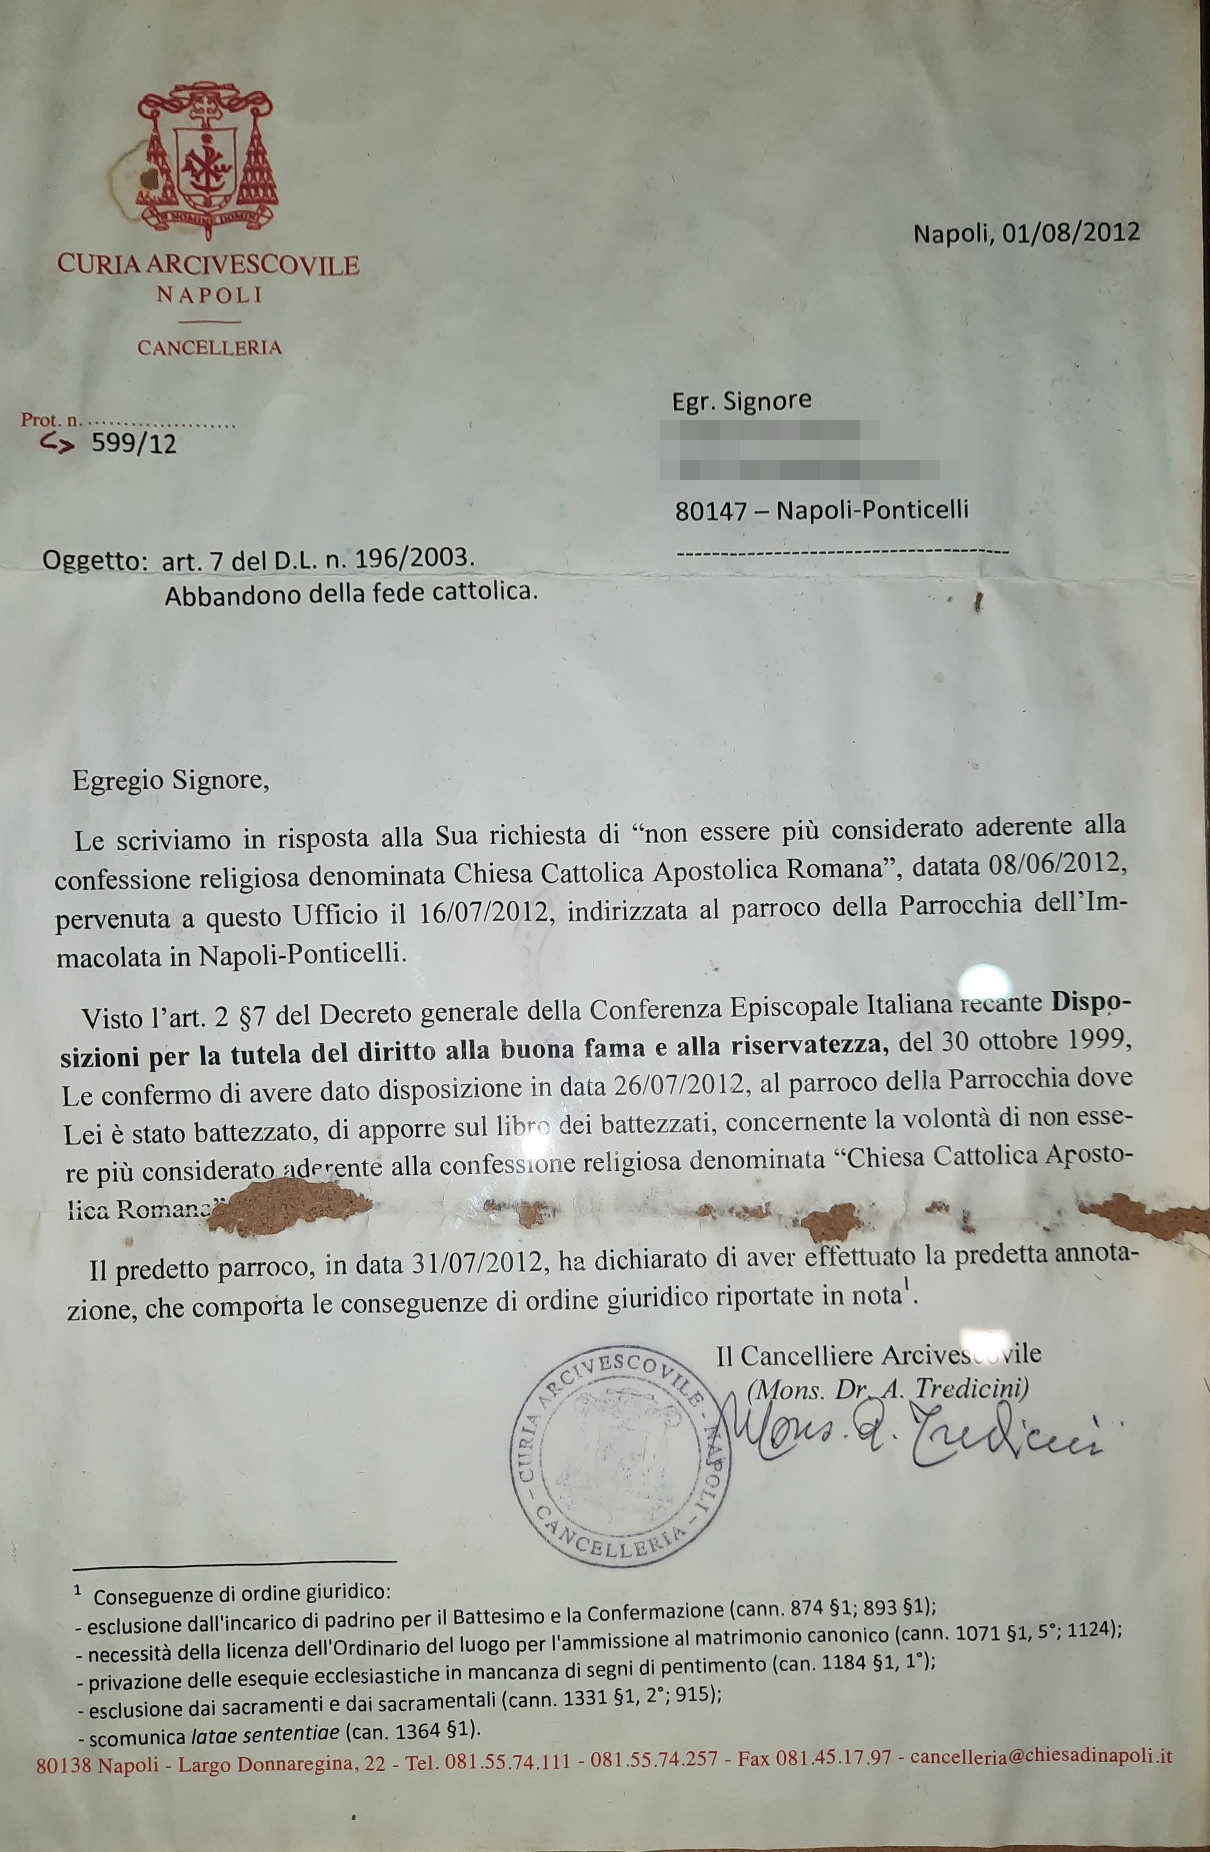 IN NOMINE DOMINI
CURIA ARCIVESCOVILE
NAPOLI
CANCELLERIA
Napoli, 01/08/2012
Prot. n. ......................
<> 599/12
Egr. Signore
80147 – Napoli-Ponticelli
--------------------------------------
Oggetto: art. 7 del D.L. n. 196/2003.
Abbandono della fede cattolica.
Egregio Signore,
Le scriviamo in risposta alla Sua richiesta di “non essere più considerato aderente alla
confessione religiosa denominata Chiesa Cattolica Apostolica Romana”, datata 08/06/2012,
pervenuta a questo Ufficio il 16/07/2012, indirizzata al parroco della Parrocchia dell’Im-
macolata in Napoli-Ponticelli.
Visto l’art. 2 §7 del Decreto generale della Conferenza Episcopale Italiana recante Dispo-
sizioni per la tutela del diritto alla buona fama e alla riservatezza, del 30 ottobre 1999,
Le confermo di avere dato disposizione in data 26/07/2012, al parroco della Parrocchia dove
Lei è stato battezzato, di apporre sul libro dei battezzati, concernente la volontà di non esse-
re più considerato aderente alla confessione religiosa denominata “Chiesa Cattolica Aposto-
lica Romana”
Il predetto parroco, in data 31/07/2012, ha dichiarato di aver effettuato la predetta annota-
zione, che comporta le conseguenze di ordine giuridico riportate in nota¹.
Il Cancelliere Arcivescovile
(Mons. Dr. A. Tredicini)
Mons. A. Tredicini
CURIA ARCIVESCOVILE - NAPOLI - CANCELLERIA -
¹ Conseguenze di ordine giuridico:
- esclusione dall'incarico di padrino per il Battesimo e la Confermazione (cann. 874 §1; 893 §1);
- necessità della licenza dell'Ordinario del luogo per l'ammissione al matrimonio canonico (cann. 1071 §1, 5°; 1124);
- privazione delle esequie ecclesiastiche in mancanza di segni di pentimento (can. 1184 §1, 1°);
- esclusione dai sacramenti e dai sacramentali (cann. 1331 §1, 2°; 915);
- scomunica latae sententiae (can. 1364 §1).
80138 Napoli - Largo Donnaregina, 22 - Tel. 081.55.74.111 - 081.55.74.257 - Fax 081.45.17.97 - cancelleria@chiesadinapoli.it